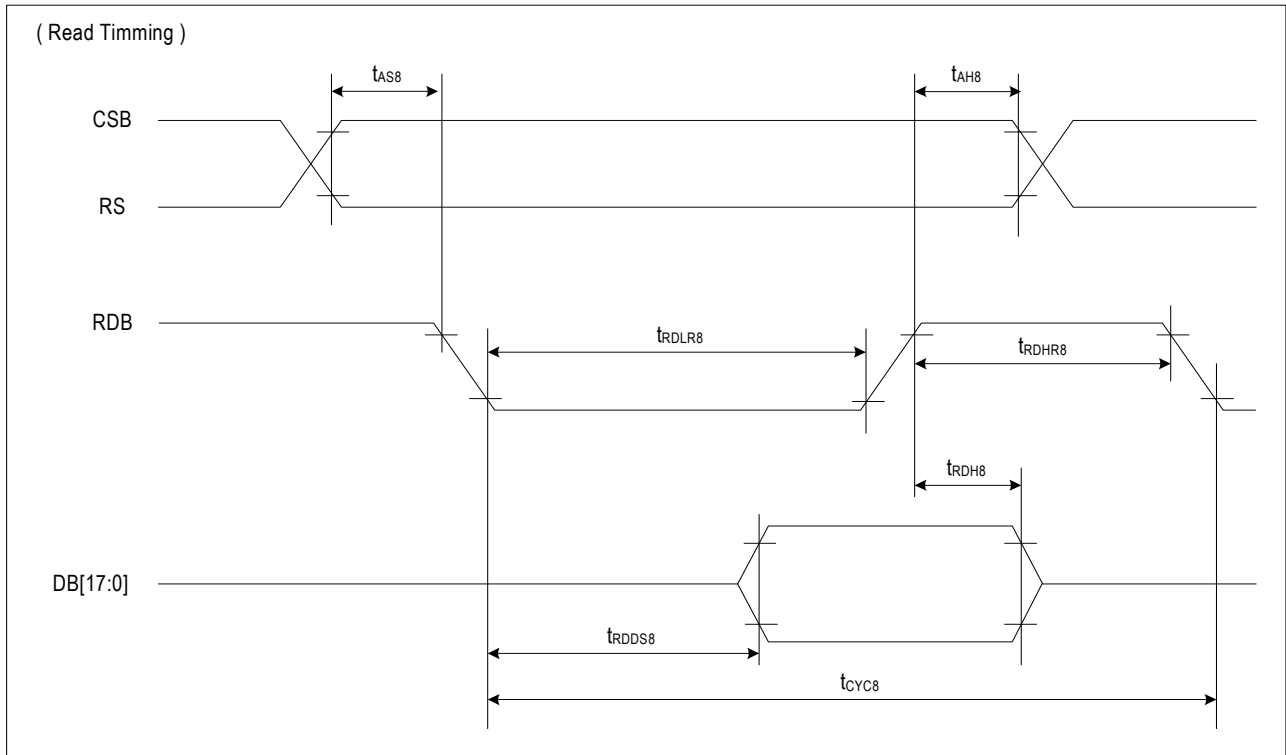 ( Read Timming )
tAS8
tAH8
CSB
RS
RDB
tRDLR8
tRDHR8
tRDH8
DB[17:0]
tRDDS8
tCYC8